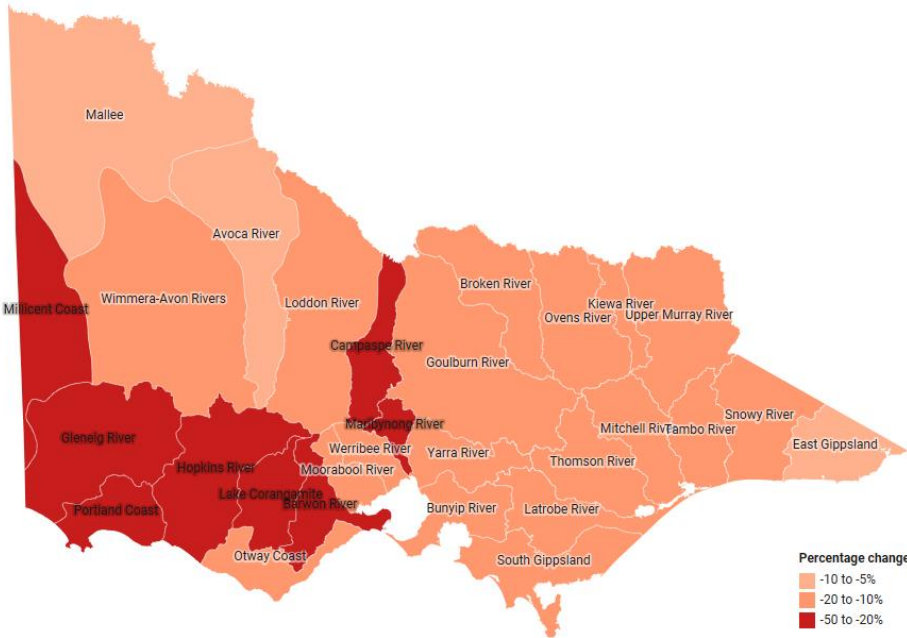 Mallee
Avoca River
Broken River
Kiewa River
Millicent Coast
Wimmera-Avon Rivers
Loddon River
Ovens River
Upper Murray River
Campaspe River
Goulburn River
Snowy River
Maribyrnong River
Mitchell River
Tambo River
Glenelg River
East Gippsland
Werribee River
Yarra River
Hopkins River
Moorabool River
Thomson River
Lake Corangamite
Barwon River
Portland Coast
Bunyip River
Latrobe River
Otway Coast
South Gippsland
Percentage change
-10 to -5%
-20 to -10%
-50 to -20%